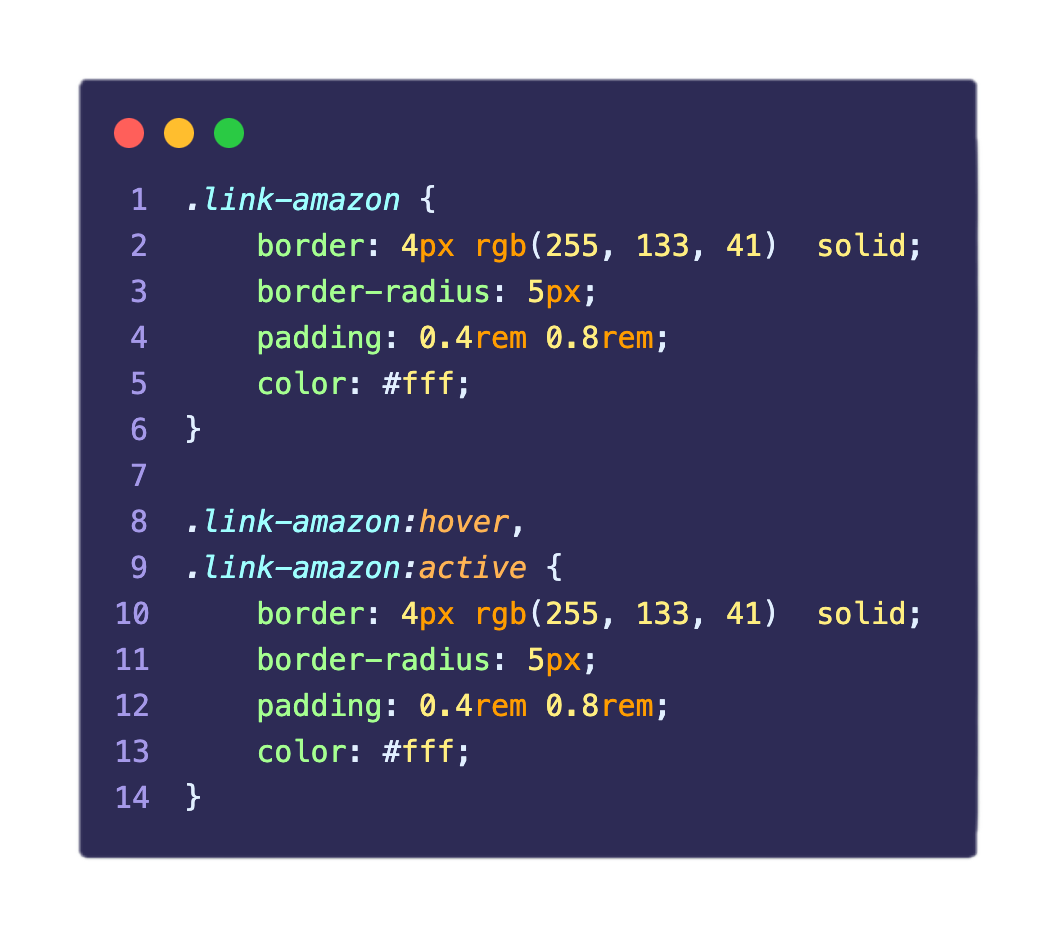 1 .link-amazon {
2     border: 4px rgb(255, 133, 41)  solid;
3     border-radius: 5px;
4     padding: 0.4rem 0.8rem;
5     color: #fff;
6 }
7
8 .link-amazon:hover,
9 .link-amazon:active {
10     border: 4px rgb(255, 133, 41)  solid;
11     border-radius: 5px;
12     padding: 0.4rem 0.8rem;
13     color: #fff;
14 }